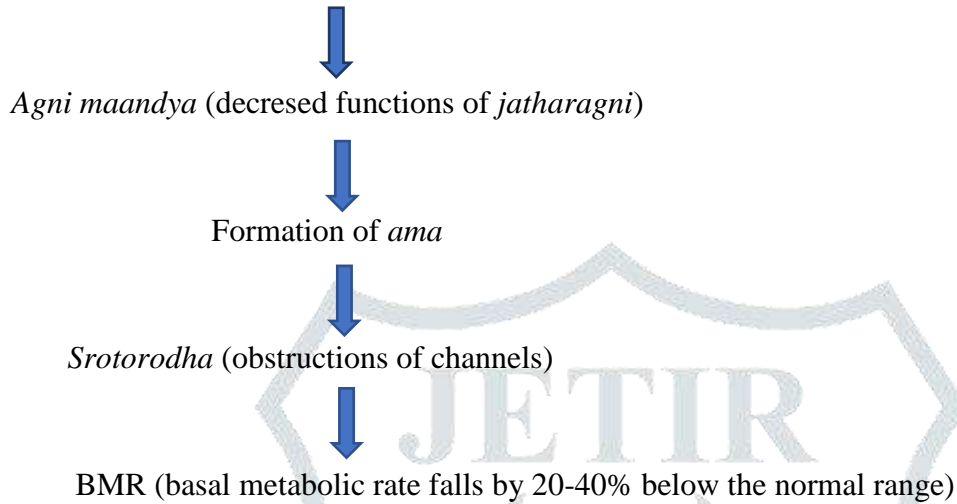 Agni maandya (decresed functions of jatharagni)
Formation of ama
Srotorodha (obstructions of channels)
JETIR
BMR (basal metabolic rate falls by 20-40% below the normal range)